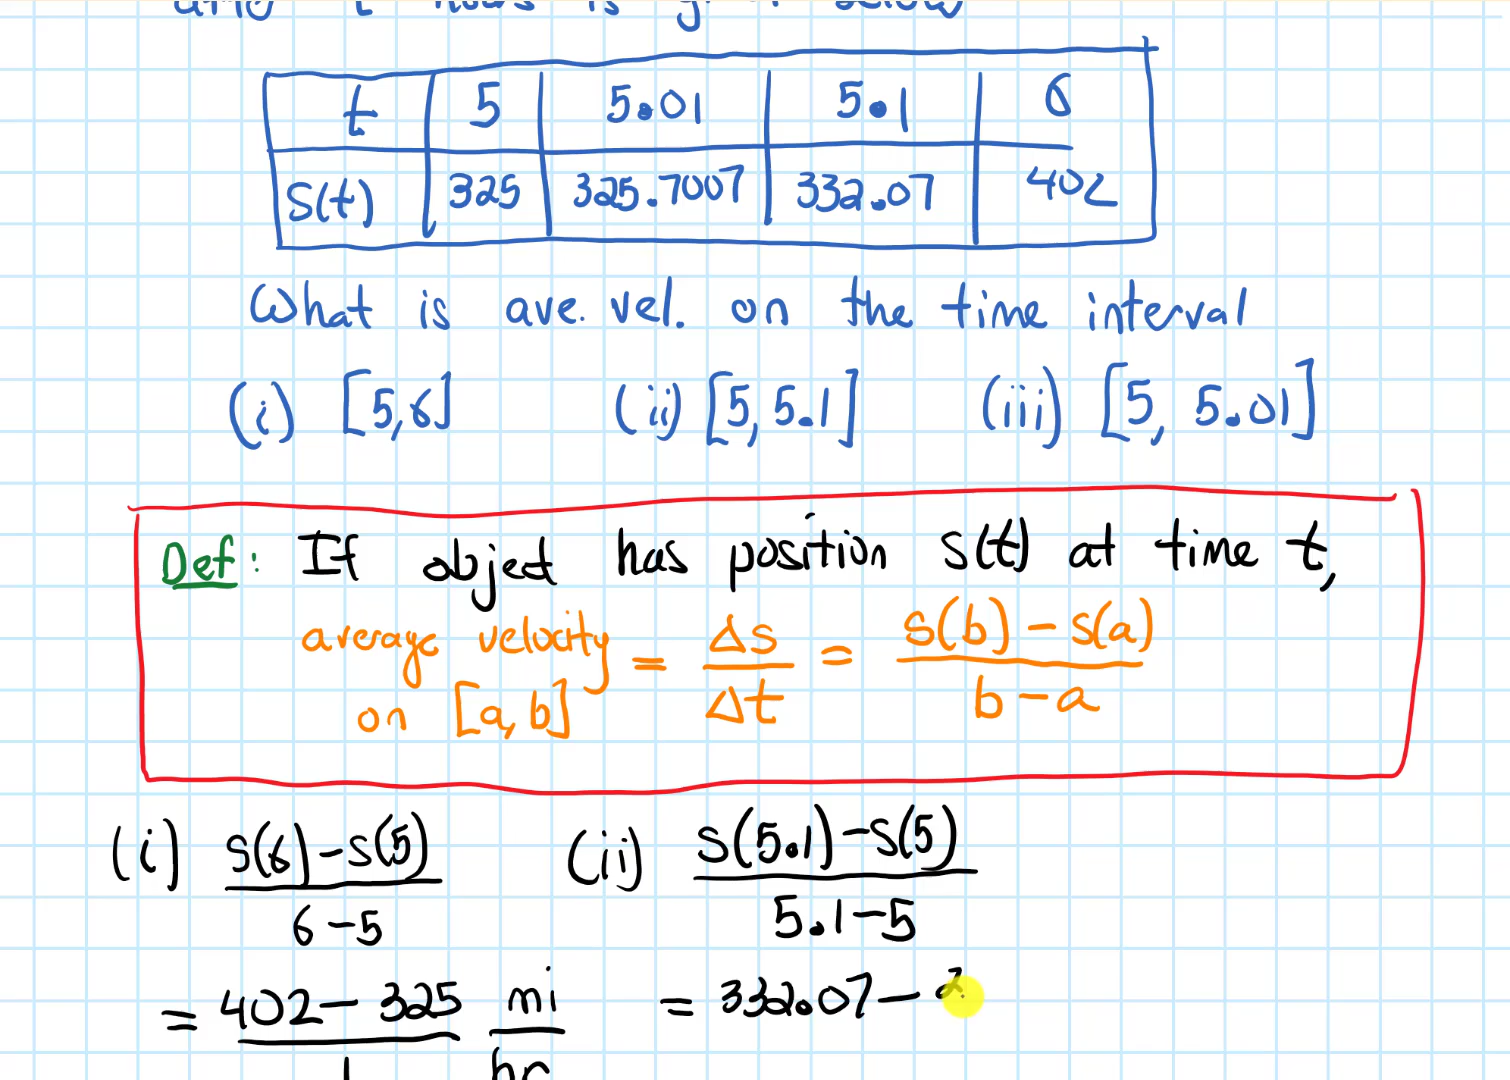 below
t 5 5.01 5.1 6
S(t) 325 325.7007 332.07 402
What is ave. vel. on the time interval
(i) [5,6] (ii) [5, 5.1] (iii) [5, 5.01]
Def: If object has position s(t) at time t,
average velocity on [a,b] = Δs/Δt = (s(b) - s(a))/(b - a)
(i) (s(6) - s(5))/(6 - 5) (ii) (s(5.1) - s(5))/(5.1 - 5)
= (402 - 325)/1 mi/hr = 332.07 -